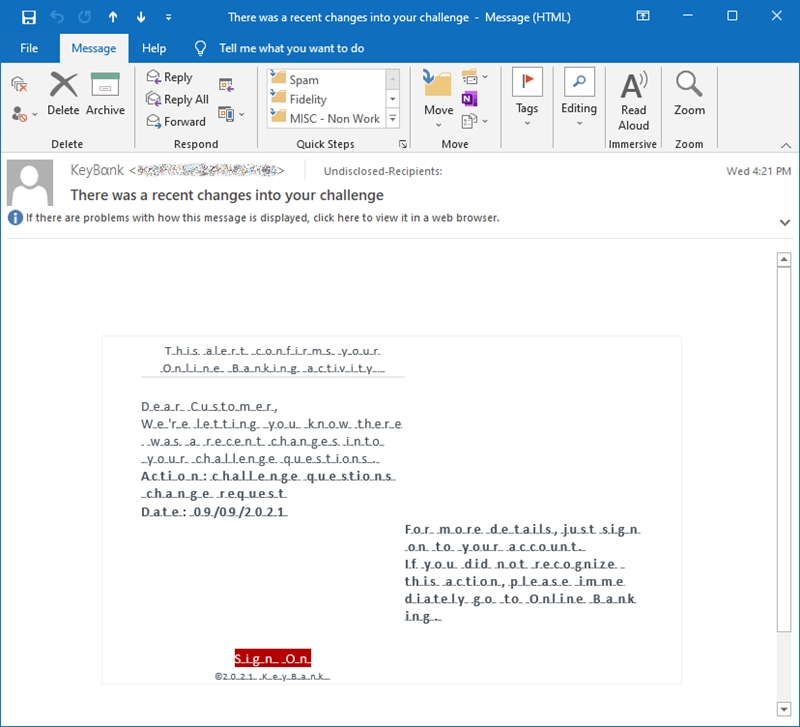 There was a recent changes into your challenge - Message (HTML)
File Message Help Tell me what you want to do
Delete
Archive
Delete
Reply
Reply All
Forward
Respond
Spam
Fidelity
MISC - Non Work
Quick Steps
Move
Move
Tags
Editing
Read
Aloud
Immersive
Zoom
Zoom
KeyBαnk < > Undisclosed-Recipients: Wed 4:21 PM
There was a recent changes into your challenge
If there are problems with how this message is displayed, click here to view it in a web browser.
This alert confirms your
Online Banking activity.
Dear Customer,
We're letting you know there
was a recent changes into
your challenge questions.
Action: challenge questions
change request
Date: 09/09/2021
For more details, just sign
on to your account.
If you did not recognize
this action, please imme
diately go to Online Bank
ing.
Sign On
©2021 KeyBank